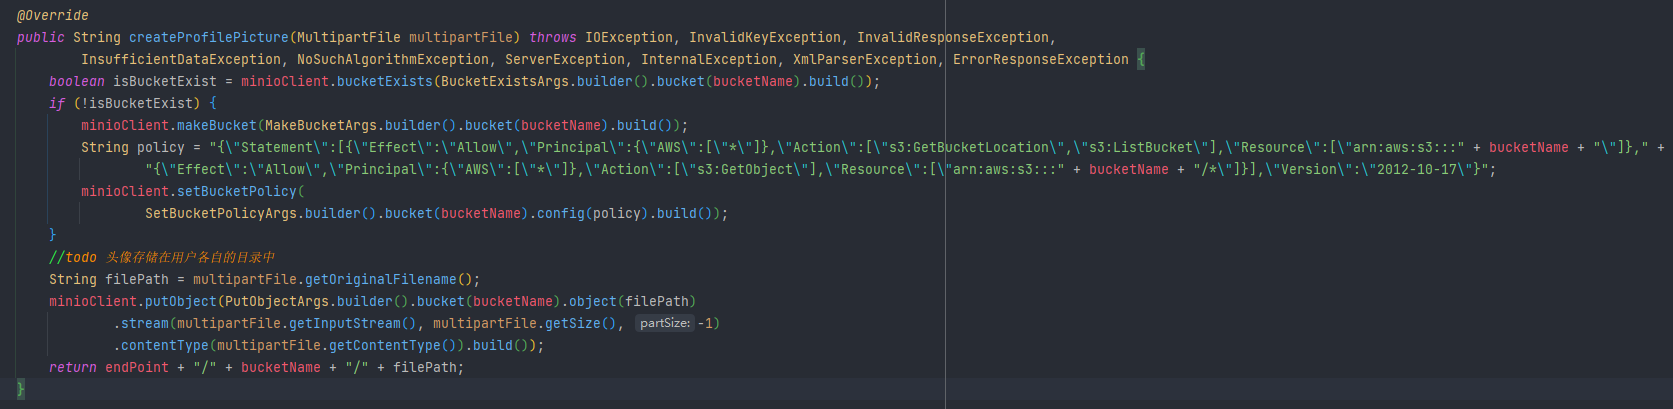 @Override
public String createProfilePicture(MultipartFile multipartFile) throws IOException, InvalidKeyException, InvalidResponseException,
InsufficientDataException, NoSuchAlgorithmException, ServerException, InternalException, XmlParserException, ErrorResponseException {
boolean isBucketExist = minioClient.bucketExists(BucketExistsArgs.builder().bucket(bucketName).build());
if (!isBucketExist) {
minioClient.makeBucket(MakeBucketArgs.builder().bucket(bucketName).build());
String policy = "{\"Statement\":[{\"Effect\":\"Allow\",\"Principal\":{\"AWS\":[\"*\"]},\"Action\":[\"s3:GetBucketLocation\",\"s3:ListBucket\"],\"Resource\":[\"arn:aws:s3:::" + bucketName + "\"]}," +
"{\"Effect\":\"Allow\",\"Principal\":{\"AWS\":[\"*\"]},\"Action\":[\"s3:GetObject\"],\"Resource\":[\"arn:aws:s3:::" + bucketName + "/*\"]}],\"Version\":\"2012-10-17\"}";
minioClient.setBucketPolicy(
SetBucketPolicyArgs.builder().bucket(bucketName).config(policy).build());
}
//todo 头像存储在用户各自的目录中
String filePath = multipartFile.getOriginalFilename();
minioClient.putObject(PutObjectArgs.builder().bucket(bucketName).object(filePath)
.stream(multipartFile.getInputStream(), multipartFile.getSize(), partSize: -1)
.contentType(multipartFile.getContentType()).build());
return endPoint + "/" + bucketName + "/" + filePath;
}